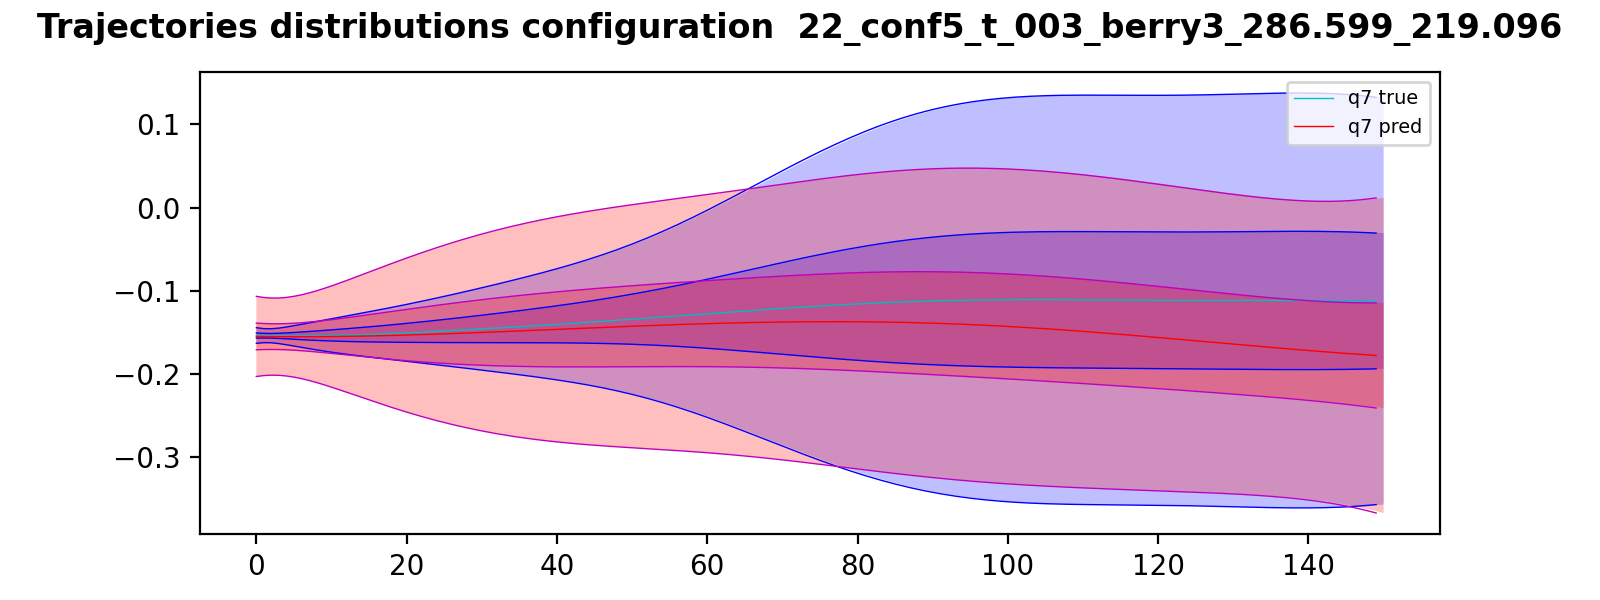 Trajectories distributions configuration  22_conf5_t_003_berry3_286.599_219.096
q7 true
q7 pred
0.1
0.0
−0.1
−0.2
−0.3
0 20 40 60 80 100 120 140